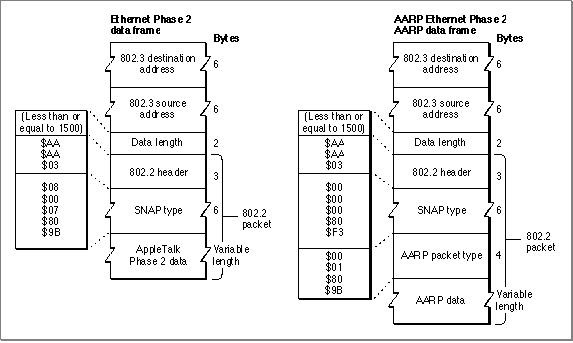 Ethernet Phase 2
data frame
Bytes
802.3 destination
address
6
802.3 source
address
6
(Less than or
equal to 1500)
Data length
2
$AA
$AA
$03
802.2 header
3
$08
$00
$07
$80
$9B
SNAP type
6
802.2
packet
AppleTalk
Phase 2 data
Variable
length
AARP Ethernet Phase 2
AARP data frame
Bytes
802.3 destination
address
6
802.3 source
address
6
(Less than or
equal to 1500)
Data length
2
$AA
$AA
$03
802.2 header
3
$00
$00
$00
$80
$F3
SNAP type
6
802.2
packet
$00
$01
$80
$9B
AARP packet type
4
AARP data
Variable
length